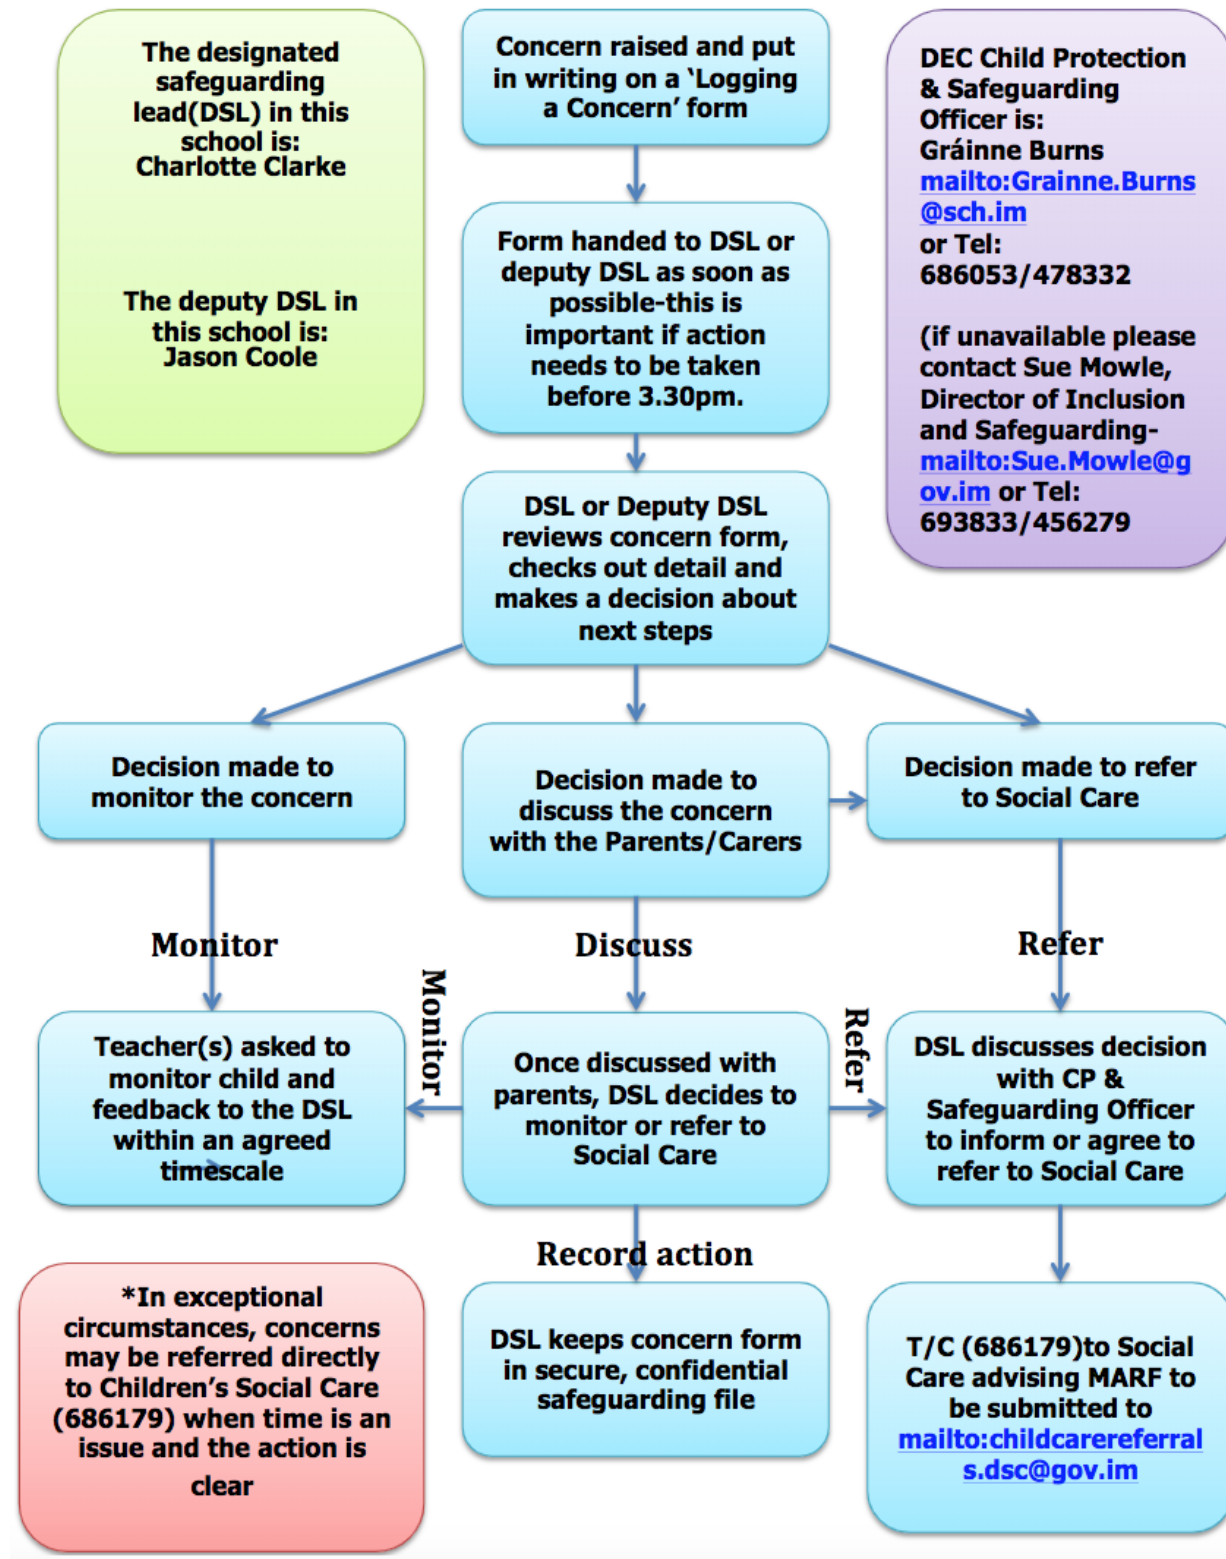 The designated
safeguarding
lead(DSL) in this
school is:
Charlotte Clarke
The deputy DSL in
this school is:
Jason Coole
Concern raised and put
in writing on a ‘Logging
a Concern’ form
DEC Child Protection
& Safeguarding
Officer is:
Gráinne Burns
mailto:Grainne.Burns
@sch.im
or Tel:
686053/478332
(if unavailable please
contact Sue Mowle,
Director of Inclusion
and Safeguarding-
mailto:Sue.Mowle@g
ov.im or Tel:
693833/456279
Form handed to DSL or
deputy DSL as soon as
possible-this is
important if action
needs to be taken
before 3.30pm.
DSL or Deputy DSL
reviews concern form,
checks out detail and
makes a decision about
next steps
Decision made to
monitor the concern
Decision made to
discuss the concern
with the Parents/Carers
Decision made to refer
to Social Care
Monitor
Discuss
Refer
Teacher(s) asked to
monitor child and
feedback to the DSL
within an agreed
timescale
Monitor
Once discussed with
parents, DSL decides to
monitor or refer to
Social Care
Refer
DSL discusses decision
with CP &
Safeguarding Officer
to inform or agree to
refer to Social Care
Record action
*In exceptional
circumstances, concerns
may be referred directly
to Children’s Social Care
(686179) when time is an
issue and the action is
clear
DSL keeps concern form
in secure, confidential
safeguarding file
T/C (686179)to Social
Care advising MARF to
be submitted to
mailto:childcarereferral
s.dsc@gov.im